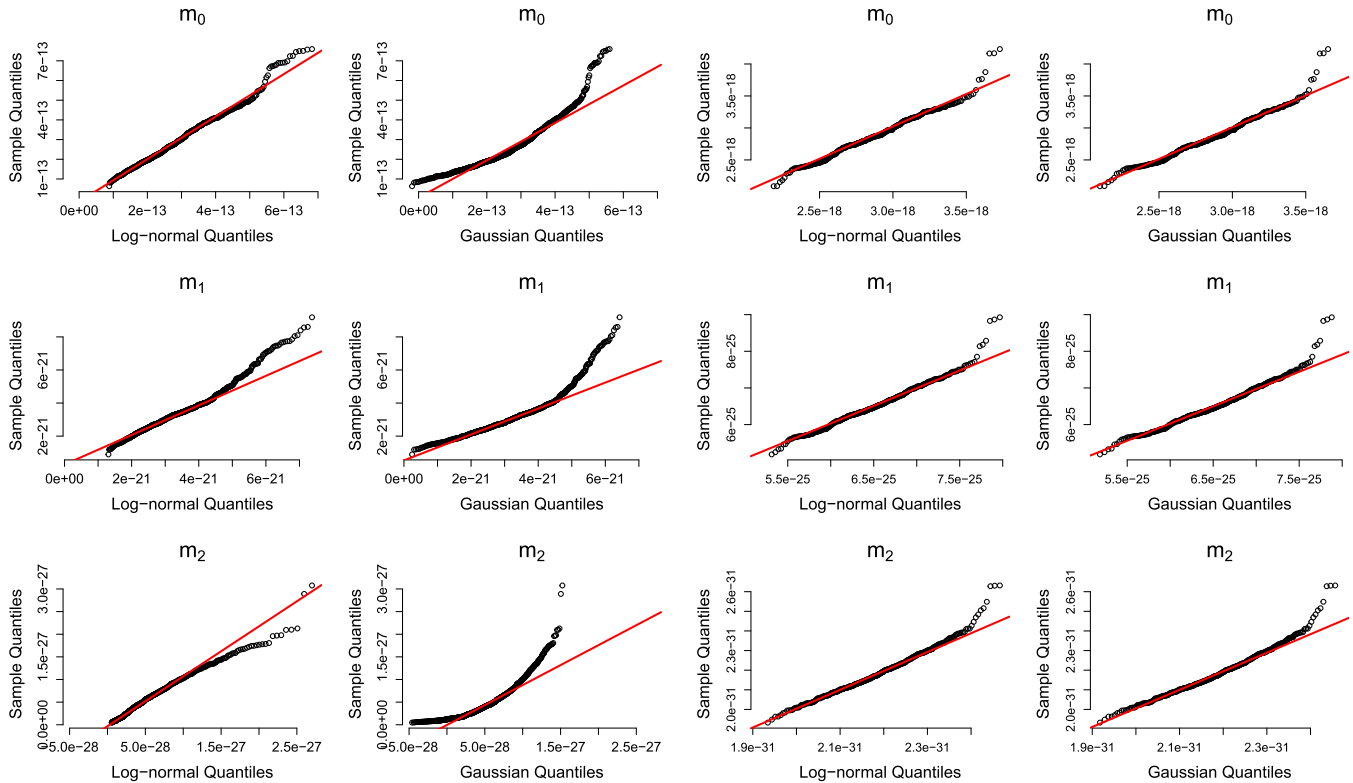 m0 m0 m0 m0
Sample Quantiles 1e−13 4e−13 7e−13 Sample Quantiles 1e−13 4e−13 7e−13 Sample Quantiles 2.5e−18 3.5e−18 Sample Quantiles 2.5e−18 3.5e−18
0e+00 2e−13 4e−13 6e−13 0e+00 2e−13 4e−13 6e−13 2.5e−18 3.0e−18 3.5e−18 2.5e−18 3.0e−18 3.5e−18
Log−normal Quantiles Gaussian Quantiles Log−normal Quantiles Gaussian Quantiles
m1 m1 m1 m1
Sample Quantiles 2e−21 6e−21 Sample Quantiles 2e−21 6e−21 Sample Quantiles 6e−25 8e−25 Sample Quantiles 6e−25 8e−25
0e+00 2e−21 4e−21 6e−21 0e+00 2e−21 4e−21 6e−21 5.5e−25 6.5e−25 7.5e−25 5.5e−25 6.5e−25 7.5e−25
Log−normal Quantiles Gaussian Quantiles Log−normal Quantiles Gaussian Quantiles
m2 m2 m2 m2
Sample Quantiles 0.0e+00 1.5e−27 3.0e−27 Sample Quantiles 0.0e+00 1.5e−27 3.0e−27 Sample Quantiles 2.0e−31 2.3e−31 2.6e−31 Sample Quantiles 2.0e−31 2.3e−31 2.6e−31
−5.0e−28 5.0e−28 1.5e−27 2.5e−27 −5.0e−28 5.0e−28 1.5e−27 2.5e−27 1.9e−31 2.1e−31 2.3e−31 1.9e−31 2.1e−31 2.3e−31
Log−normal Quantiles Gaussian Quantiles Log−normal Quantiles Gaussian Quantiles